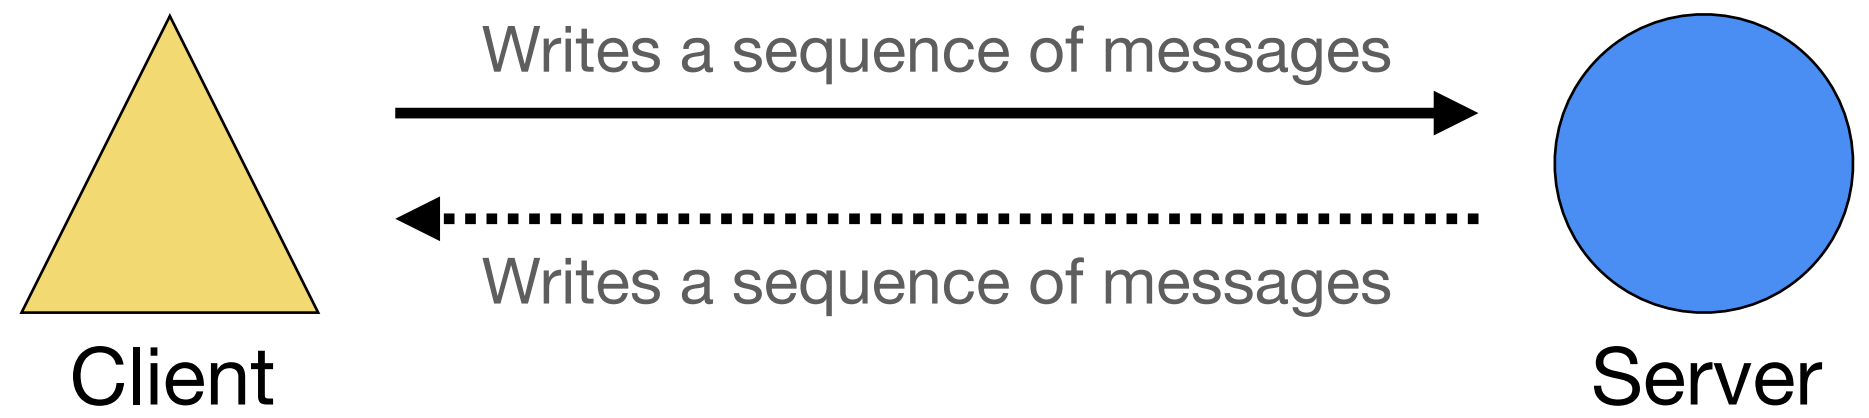 Writes a sequence of messages
Writes a sequence of messages
Client
Server